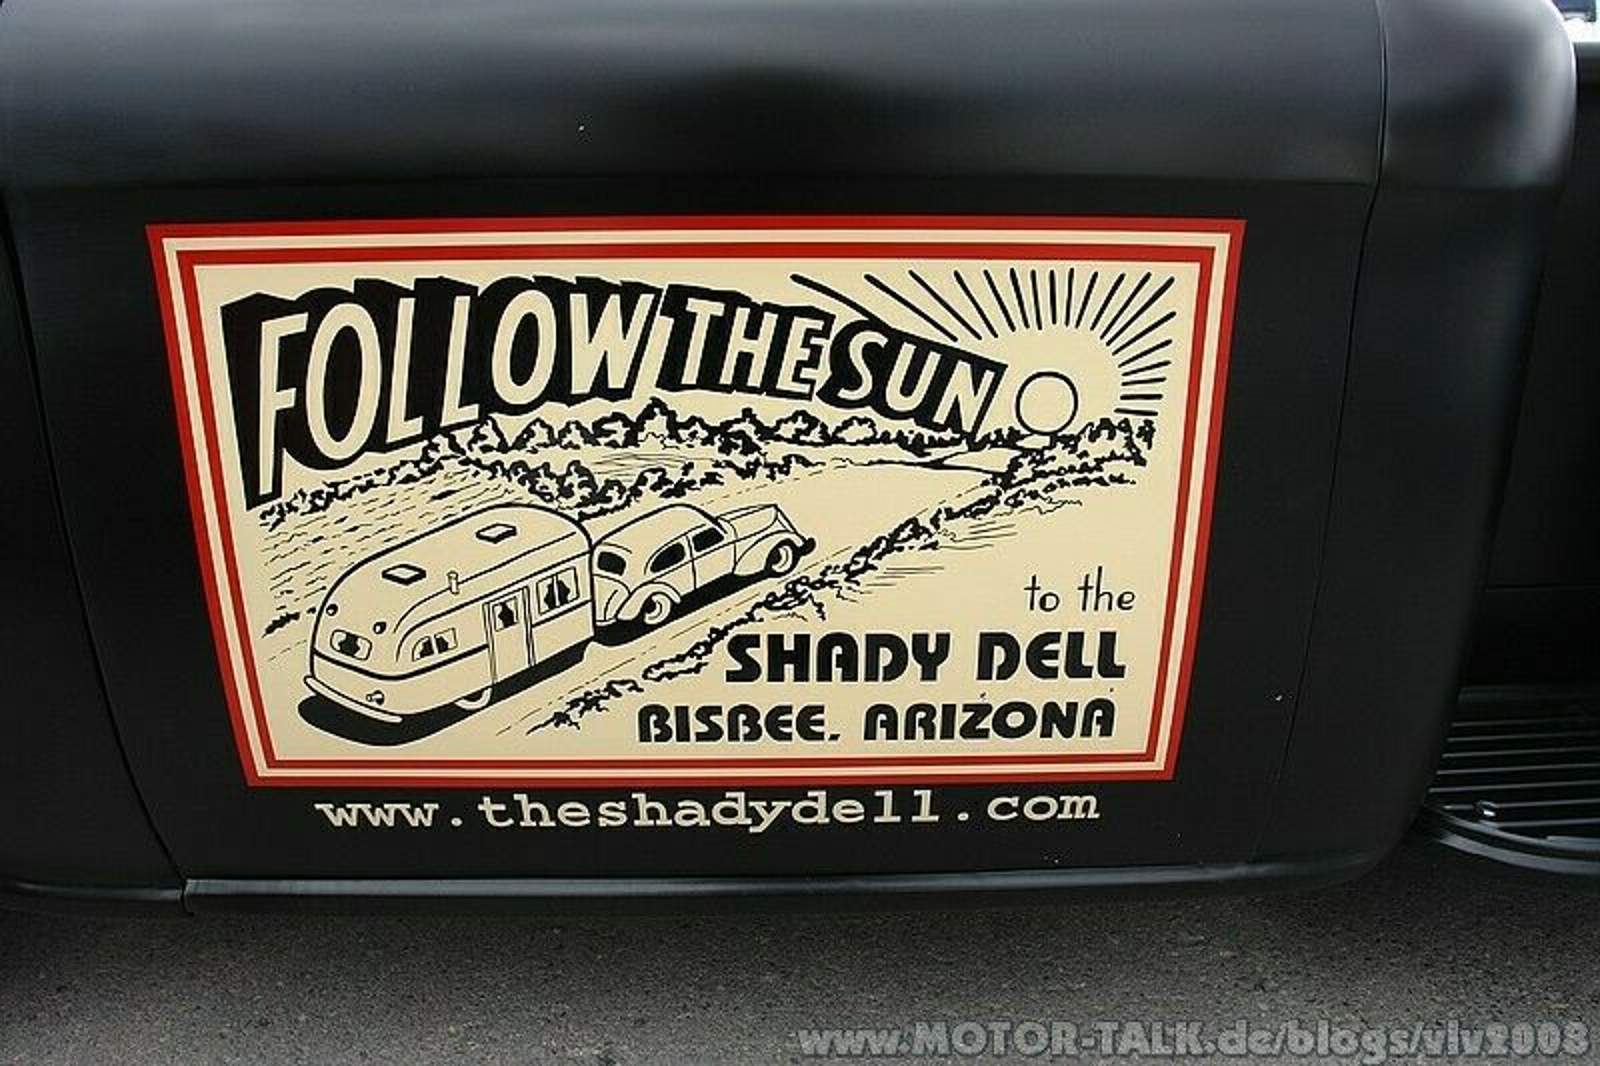 FOLLOW THE SUN
to the
SHADY DELL
BISBEE. ARIZONA
www.theshadydell.com
www.MOTOR-TALK.de/blogs/vlv2008